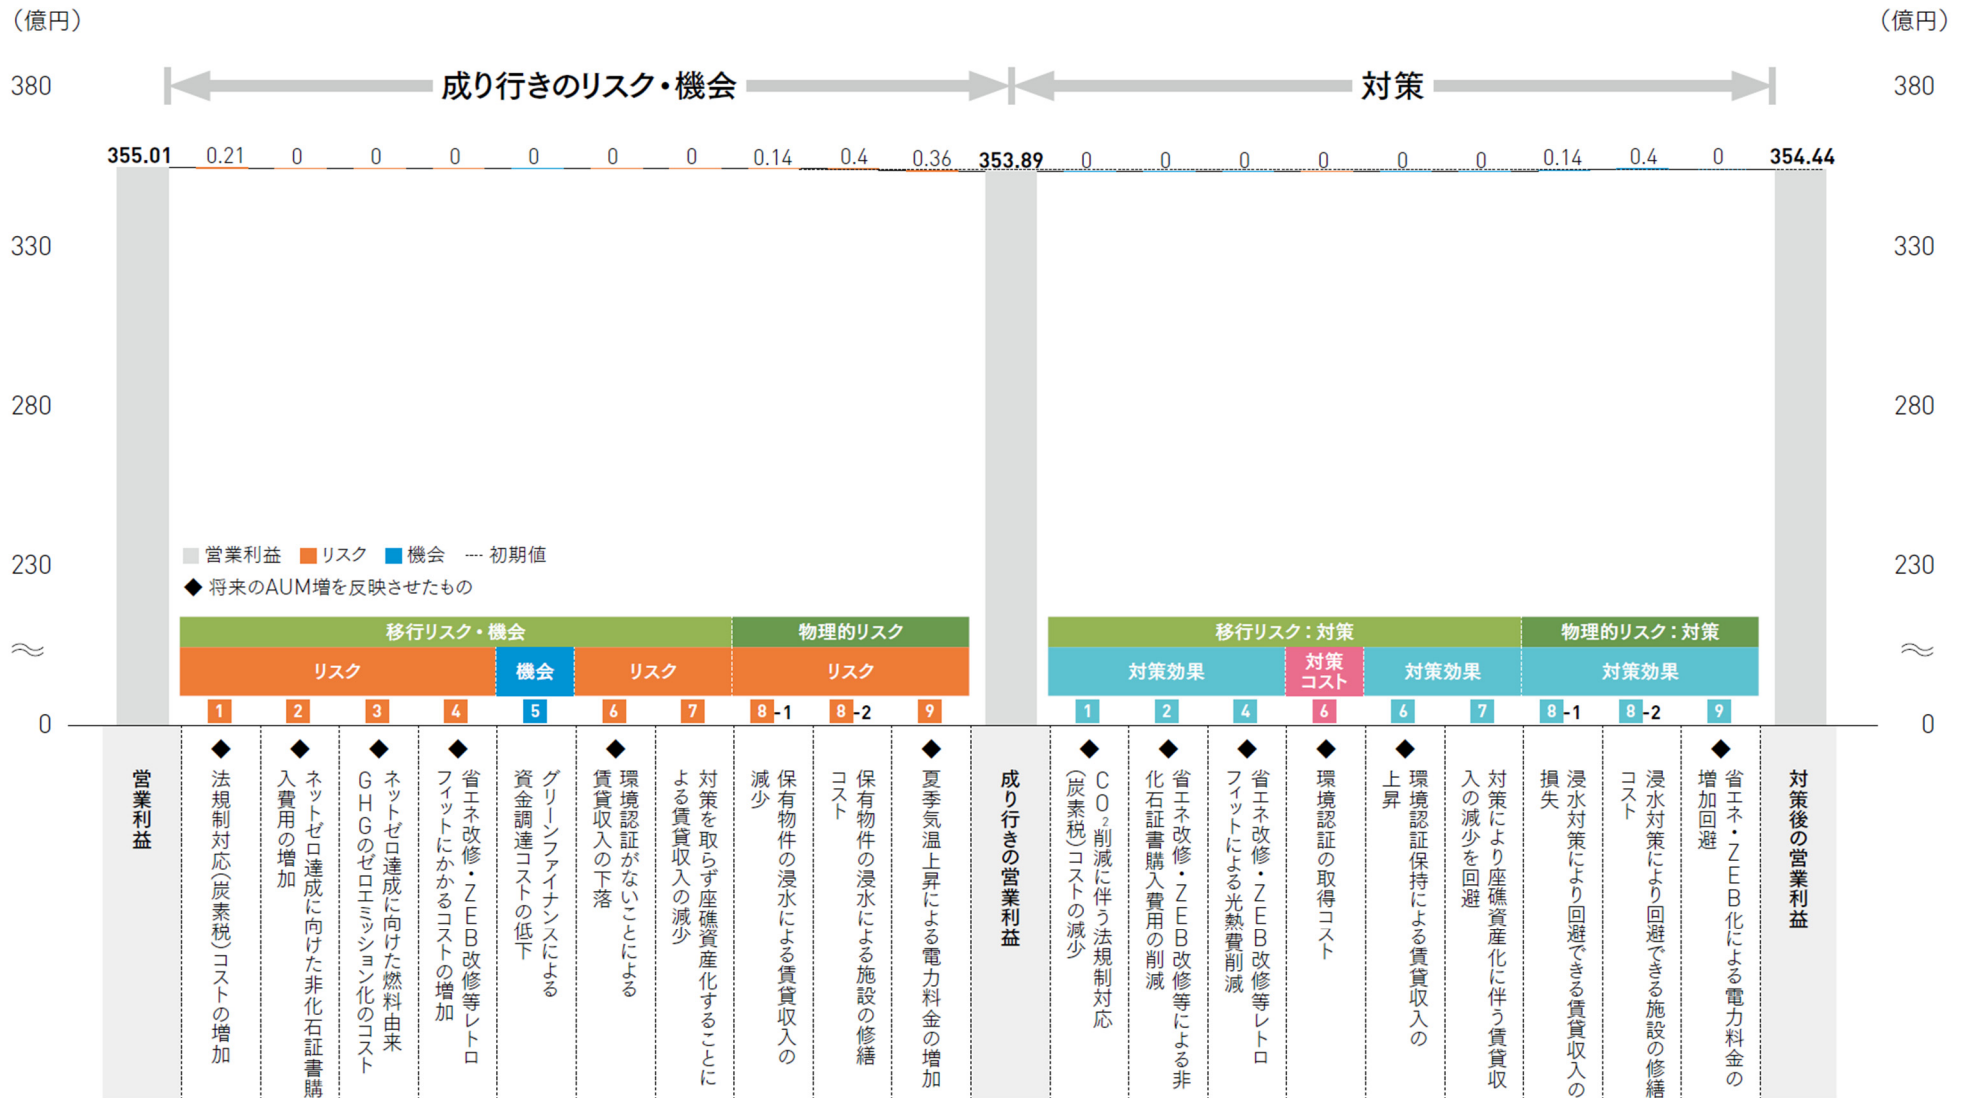 （億円）
（億円）
380
成り行きのリスク・機会
対策
380
355.01
0.21
0
0
0
0
0
0
0.14
0.4
0.36
353.89
0
0
0
0
0
0
0.14
0.4
0
354.44
330
330
280
280
230
230
営業利益
リスク
機会
初期値
◆ 将来のAUM増を反映させたもの
移行リスク・機会
物理的リスク
移行リスク：対策
物理的リスク：対策
リスク
機会
リスク
リスク
対策効果
対策
コスト
対策効果
対策効果
1
2
3
4
5
6
7
8-1
8-2
9
1
2
4
6
6
7
8-1
8-2
9
0
0
営業利益
◆
法規制対応（炭素税）コストの増加
◆
ネットゼロ達成に向けた非化石証書購
入費用の増加
◆
ネットゼロ達成に向けた燃料由来
GHGのゼロエミッション化のコスト
◆
省エネ改修・ZEB改修等レトロ
フィットにかかるコストの増加
グリーンファイナンスによる
資金調達コストの低下
◆
環境認証がないことによる
賃貸収入の下落
対策を取らず座礁資産化することに
よる賃貸収入の減少
保有物件の浸水による賃貸収入の
減少
保有物件の浸水による施設の修繕
コスト
◆
夏季気温上昇による電力料金の増加
成り行きの営業利益
◆
CO₂削減に伴う法規制対応
（炭素税）コストの減少
◆
省エネ改修・ZEB改修等による非
化石証書購入費用の削減
◆
省エネ改修・ZEB改修等レトロ
フィットによる光熱費削減
◆
環境認証の取得コスト
◆
環境認証保持による賃貸収入の
上昇
対策により座礁資産化に伴う賃貸収
入の減少を回避
浸水対策により回避できる賃貸収入の
損失
浸水対策により回避できる施設の修繕
コスト
◆
省エネ・ZEB化による電力料金の
増加回避
対策後の営業利益